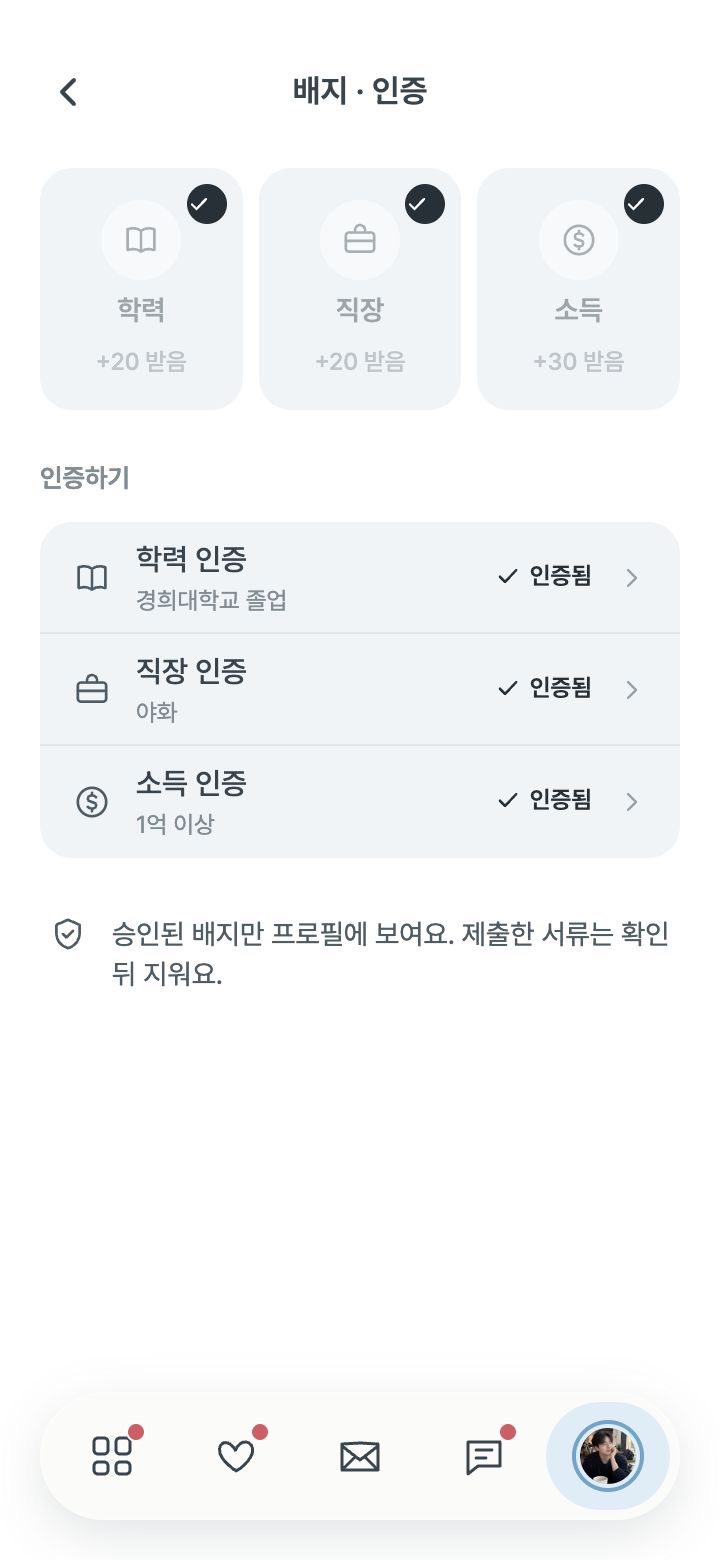 배지 · 인증
학력
직장
소득
+20 받음
+20 받음
+30 받음
인증하기
학력 인증
경희대학교 졸업
인증됨
직장 인증
야화
인증됨
소득 인증
1억 이상
인증됨
승인된 배지만 프로필에 보여요. 제출한 서류는 확인
뒤 지워요.